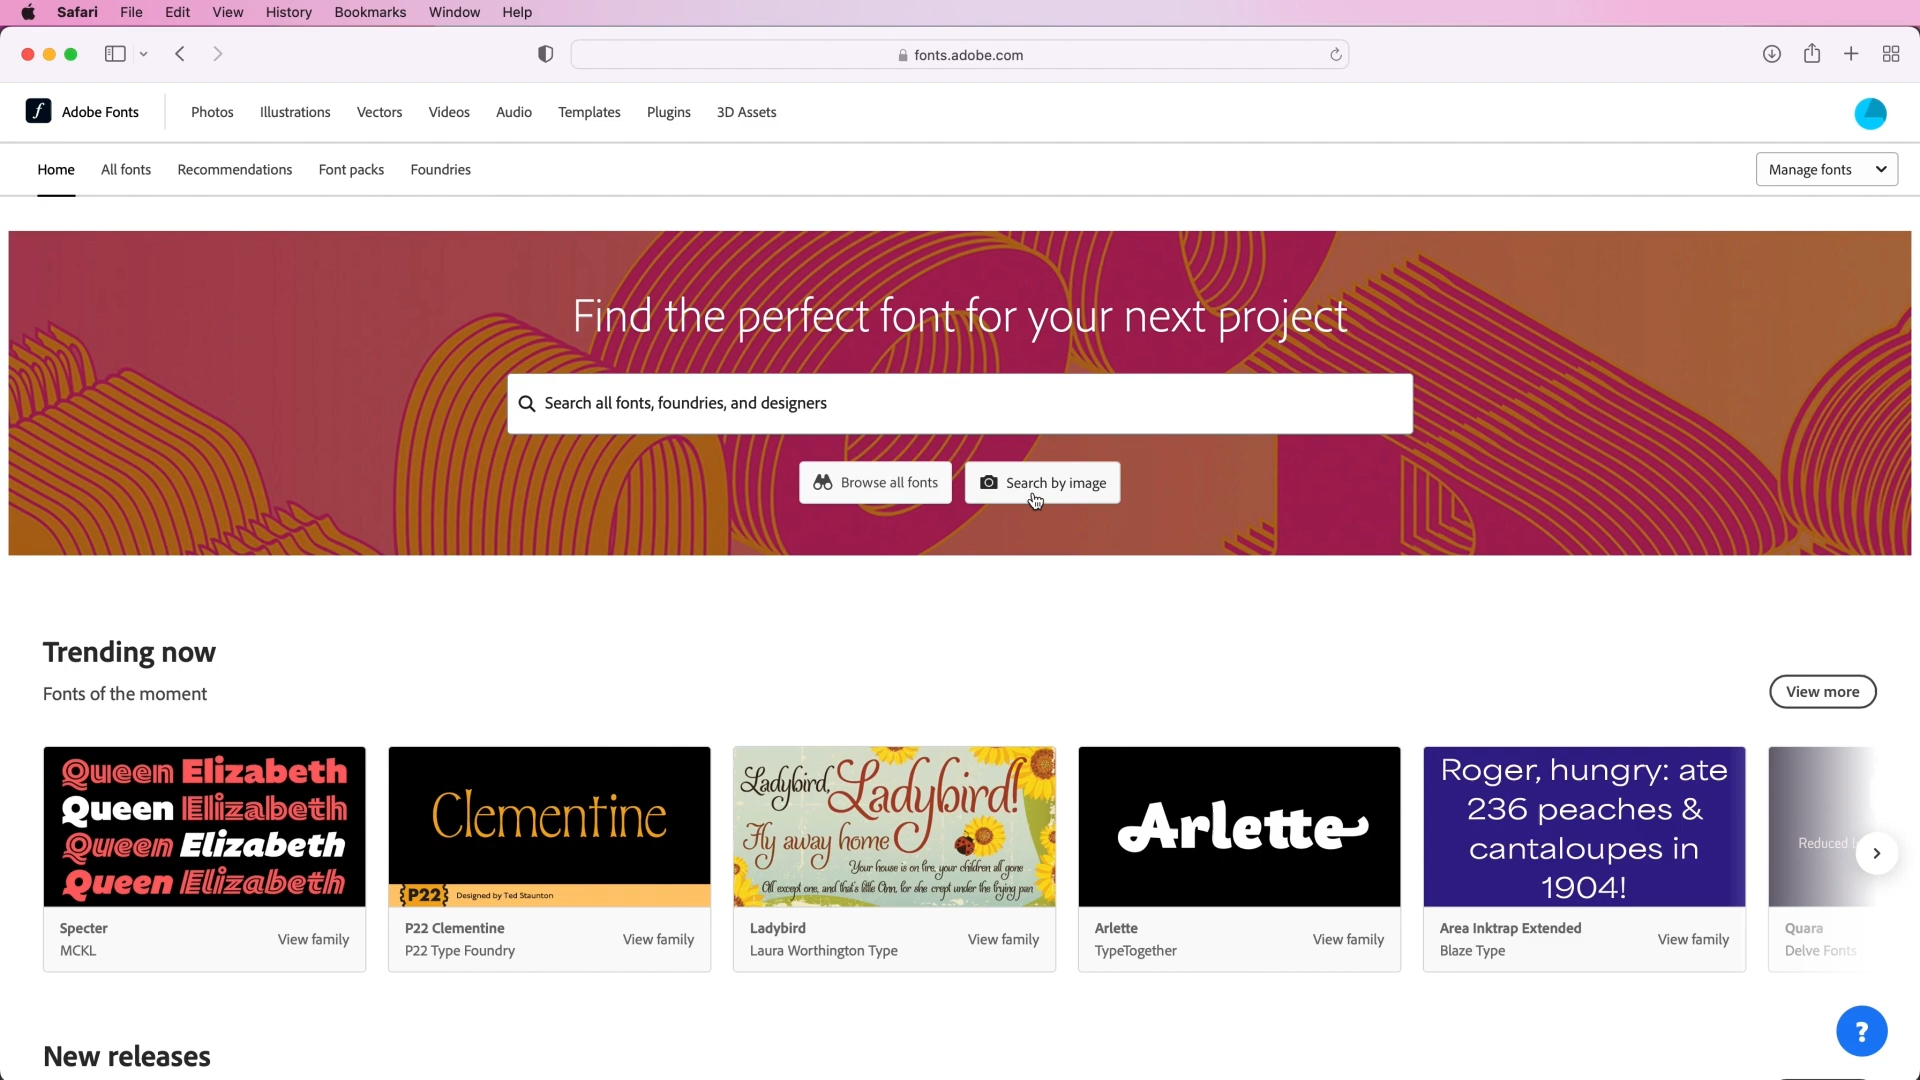 Safari File Edit View History Bookmarks Window Help
fonts.adobe.com
f Adobe Fonts Photos Illustrations Vectors Videos Audio Templates Plugins 3D Assets
Home All fonts Recommendations Font packs Foundries Manage fonts
Find the perfect font for your next project
Search all fonts, foundries, and designers
Browse all fonts Search by image
Trending now
Fonts of the moment
View more
Queen Elizabeth
Queen Elizabeth
Queen Elizabeth
Queen Elizabeth
Specter
MCKL
View family
Clementine
P22 Designed by Ted Staunton
P22 Clementine
P22 Type Foundry
View family
Ladybird, Ladybird!
Fly away home
Your house is on fire, your children all gone
All except one, and that's little Ann, for she crept under the frying pan
Ladybird
Laura Worthington Type
View family
Arlette
Arlette
TypeTogether
View family
Roger, hungry: ate
236 peaches &
cantaloupes in
1904!
Area Inktrap Extended
Blaze Type
View family
Reduced
Quara
Delve Fonts
?
New releases